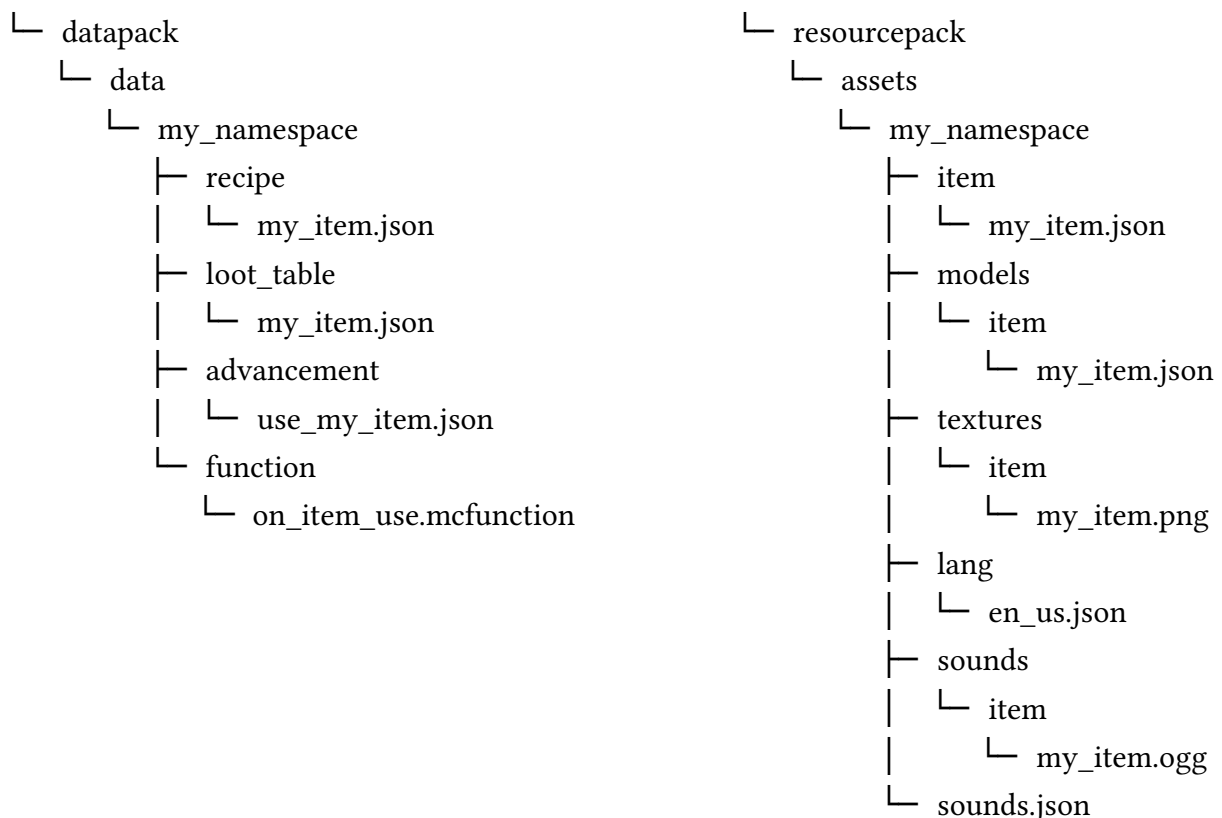 └─ datapack
   └─ data
      └─ my_namespace
         ├─ recipe
         │  └─ my_item.json
         ├─ loot_table
         │  └─ my_item.json
         ├─ advancement
         │  └─ use_my_item.json
         └─ function
            └─ on_item_use.mcfunction
└─ resourcepack
   └─ assets
      └─ my_namespace
         ├─ item
         │  └─ my_item.json
         ├─ models
         │  └─ item
         │     └─ my_item.json
         ├─ textures
         │  └─ item
         │     └─ my_item.png
         ├─ lang
         │  └─ en_us.json
         ├─ sounds
         │  └─ item
         │     └─ my_item.ogg
         └─ sounds.json